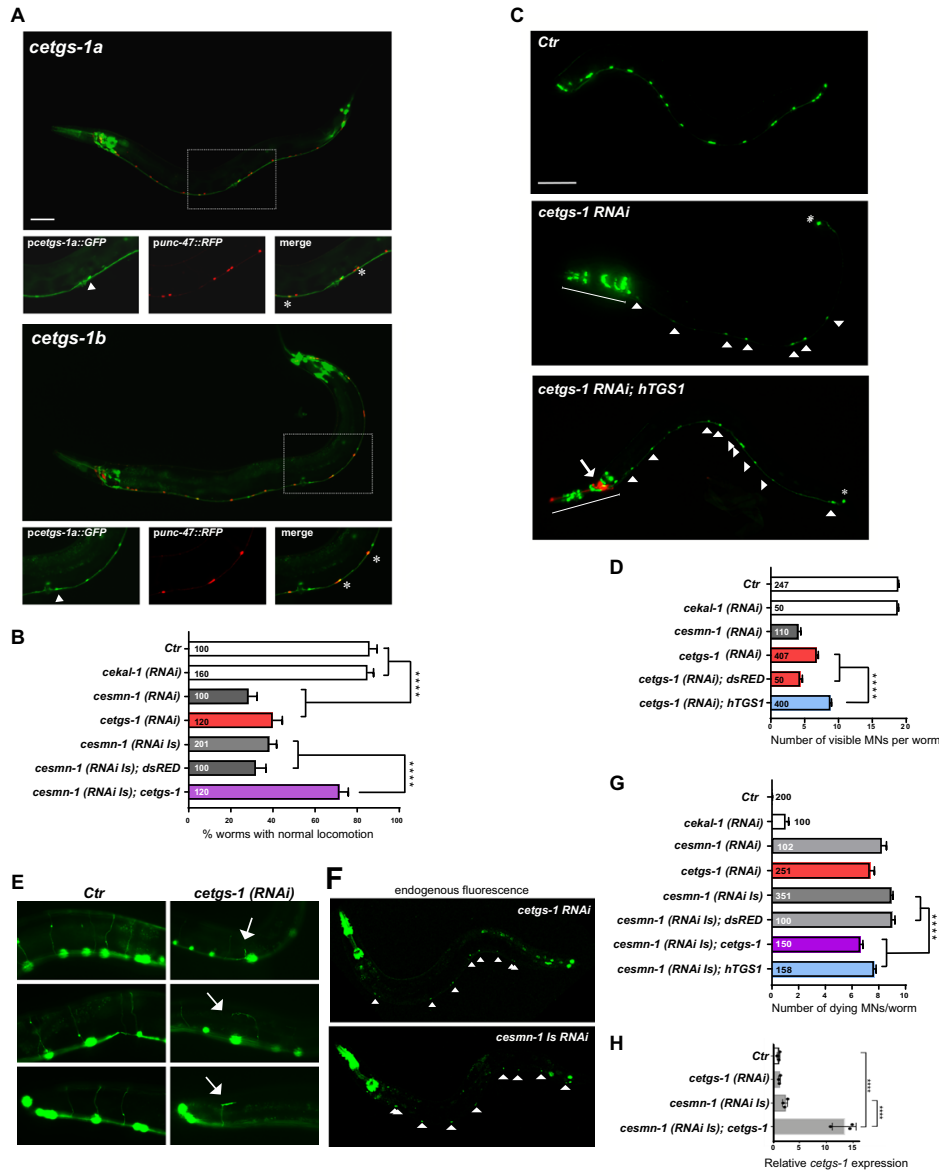 A
cetgs-1a
pcetgs-1a::GFP
punc-47::RFP
merge
*
*
cetgs-1b
pcetgs-1a::GFP
punc-47::RFP
merge
*
*
B
Ctr 100
cekal-1 (RNAi) 160
cesmn-1 (RNAi) 100
cetgs-1 (RNAi) 120
cesmn-1 (RNAi Is) 201
cesmn-1 (RNAi Is); dsRED 100
cesmn-1 (RNAi Is); cetgs-1 120
****
****
0 20 40 60 80 100
% worms with normal locomotion
C
Ctr
cetgs-1 RNAi
*
cetgs-1 RNAi; hTGS1
*
D
Ctr 247
cekal-1 (RNAi) 50
cesmn-1 (RNAi) 110
cetgs-1 (RNAi) 407
cetgs-1 (RNAi); dsRED 50
cetgs-1 (RNAi); hTGS1 400
****
0 5 10 15 20
Number of visible MNs per worm
E
Ctr
cetgs-1 (RNAi)
F
endogenous fluorescence
cetgs-1 RNAi
cesmn-1 Is RNAi
G
Ctr 200
cekal-1 (RNAi) 100
cesmn-1 (RNAi) 102
cetgs-1 (RNAi) 251
cesmn-1 (RNAi Is) 351
cesmn-1 (RNAi Is); dsRED 100
cesmn-1 (RNAi Is); cetgs-1 150
cesmn-1 (RNAi Is); hTGS1 158
****
0 2 4 6 8 10
Number of dying MNs/worm
H
Ctr
cetgs-1 (RNAi)
cesmn-1 (RNAi Is)
cesmn-1 (RNAi Is); cetgs-1
****
****
0 5 10 15
Relative cetgs-1 expression